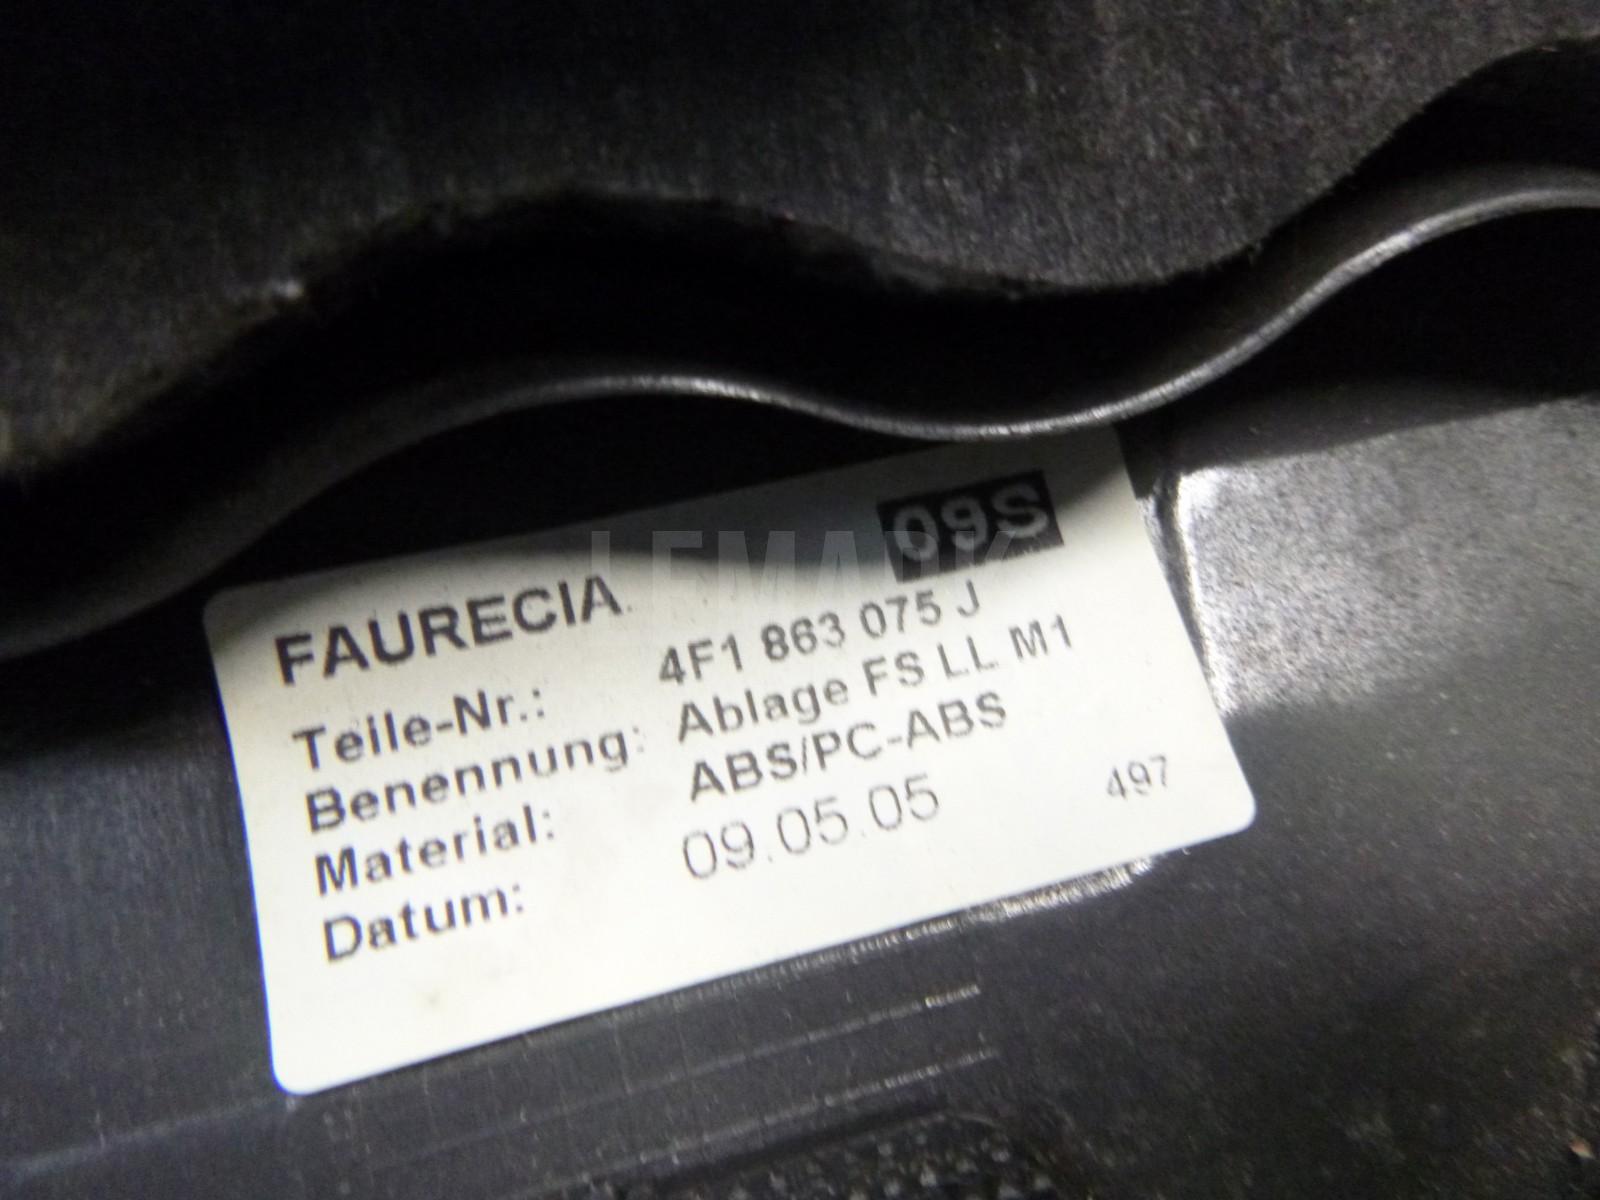 LEMARK
09S
FAURECIA
Teile-Nr.: 4F1 863 075 J
Benennung: Ablage FS LL M1
Material: ABS/PC-ABS
Datum: 09.05.05 497